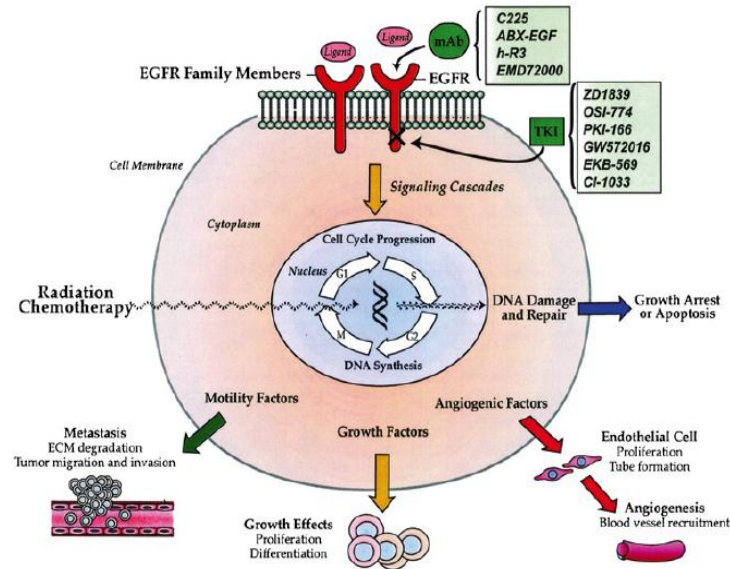 Ligand
Ligand
mAb
C225
ABX-EGF
h-R3
EMD72000
EGFR Family Members
EGFR
TKI
ZD1839
OSI-774
PKI-166
GW572016
EKB-569
CI-1033
Cell Membrane
Signaling Cascades
Cytoplasm
Cell Cycle Progression
Nucleus
G1
S
Radiation
Chemotherapy
DNA Damage
and Repair
Growth Arrest
or Apoptosis
M
G2
DNA Synthesis
Motility Factors
Angiogenic Factors
Growth Factors
Metastasis
ECM degradation
Tumor migration and invasion
Endothelial Cell
Proliferation
Tube formation
Growth Effects
Proliferation
Differentiation
Angiogenesis
Blood vessel recruitment